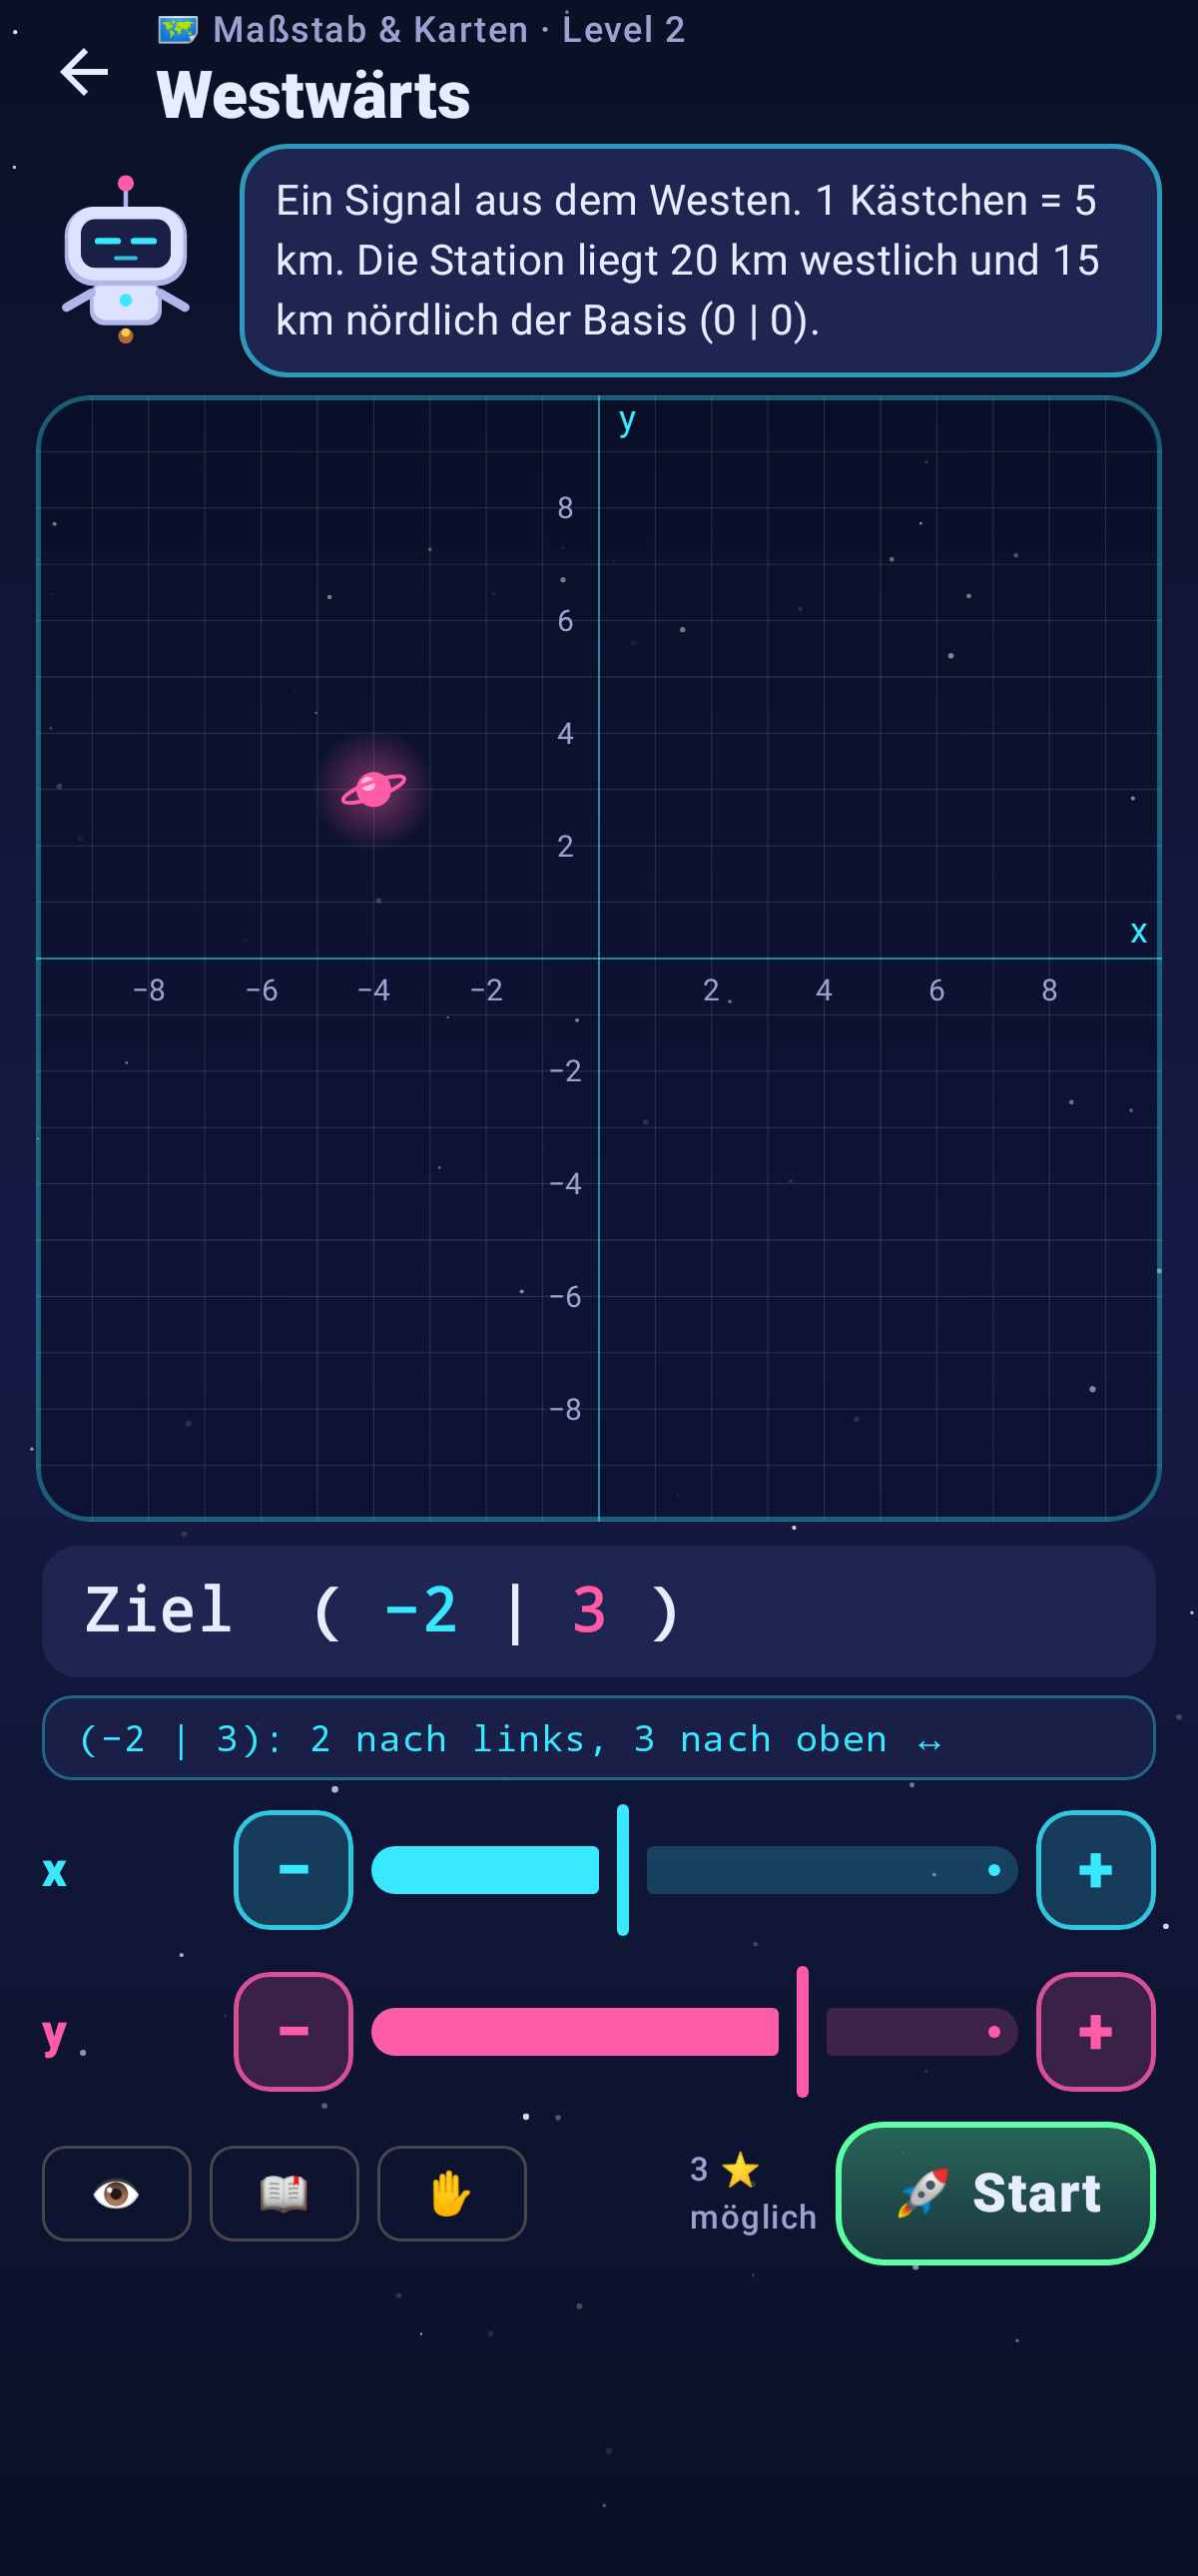 🗺️ Maßstab & Karten · Level 2
Westwärts
Ein Signal aus dem Westen. 1 Kästchen = 5
km. Die Station liegt 20 km westlich und 15
km nördlich der Basis (0 | 0).
y
8
6
4
2
x
−8 −6 −4 −2 2 4 6 8
−2
−4
−6
−8
Ziel ( −2 | 3 )
(−2 | 3): 2 nach links, 3 nach oben ↔
x − +
y − +
3 ⭐
möglich
🚀 Start